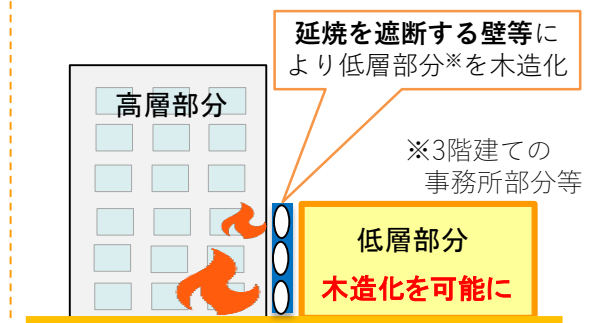 延焼を遮断する壁等に
より低層部分※を木造化
高層部分
※3階建ての
事務所部分等
低層部分
木造化を可能に